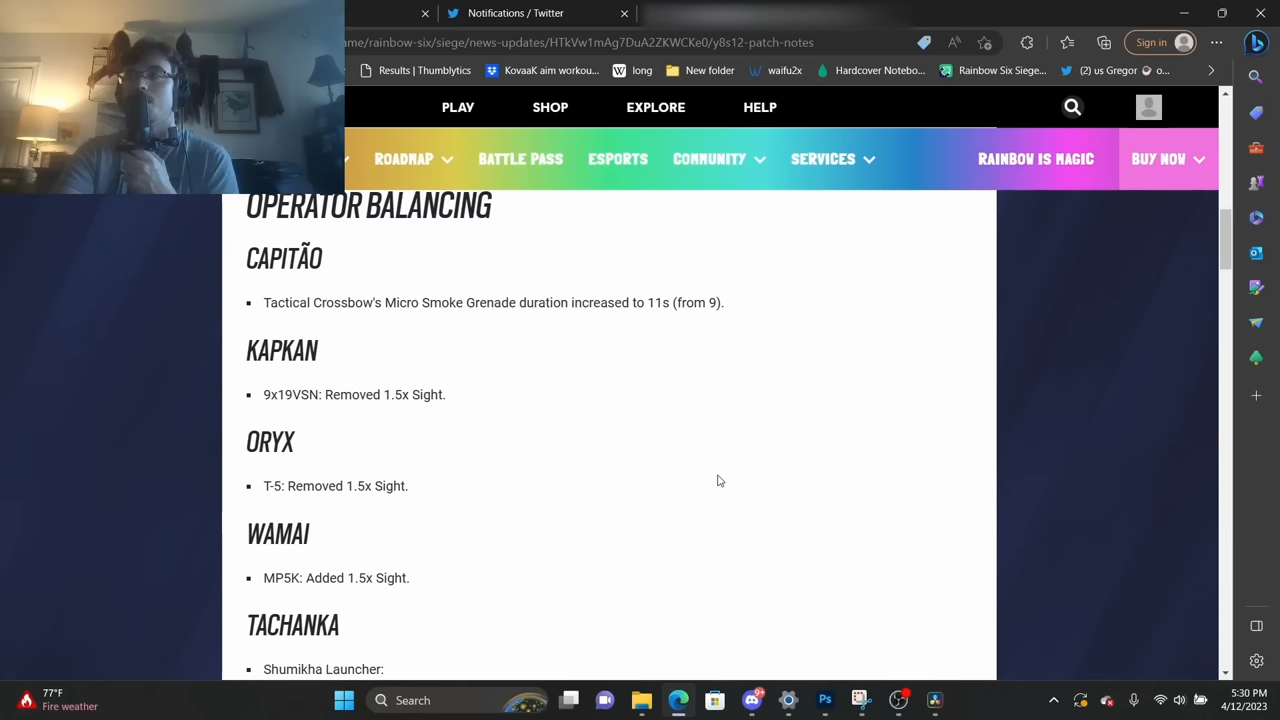 Notifications / Twitter
ame/rainbow-six/siege/news-updates/HTkVw1mAg7DuA2ZKWCKe0/y8s12-patch-notes
Sign in
Results | Thumblytics
KovaaK aim workou...
long
New folder
waifu2x
Hardcover Notebo...
Rainbow Six Siege...
(2) us Gregor o...
PLAY
SHOP
EXPLORE
HELP
ROADMAP
BATTLE PASS
ESPORTS
COMMUNITY
SERVICES
RAINBOW IS MAGIC
BUY NOW
OPERATOR BALANCING
CAPITÃO
Tactical Crossbow's Micro Smoke Grenade duration increased to 11s (from 9).
KAPKAN
9x19VSN: Removed 1.5x Sight.
ORYX
T-5: Removed 1.5x Sight.
WAMAI
MP5K: Added 1.5x Sight.
TACHANKA
Shumikha Launcher:
77°F
Fire weather
Search
9+
5:30 PM
4/12/2023